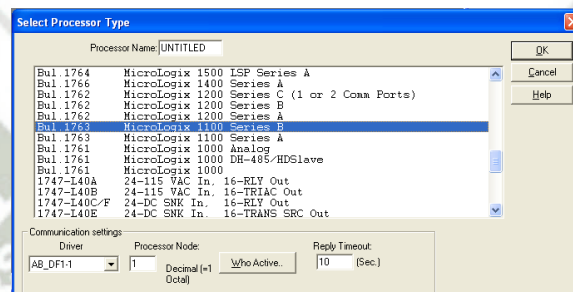 Select Processor Type
Processor Name: UNTITLED
OK
Bul.1764 MicroLogix 1500 LSP Series A
Bul.1766 MicroLogix 1400 Series A
Cancel
Bul.1762 MicroLogix 1200 Series C (1 or 2 Comm Ports)
Bul.1762 MicroLogix 1200 Series B
Help
Bul.1762 MicroLogix 1200 Series A
Bul.1763 MicroLogix 1100 Series B
Bul.1763 MicroLogix 1100 Series A
Bul.1761 MicroLogix 1000 Analog
Bul.1761 MicroLogix 1000 DH-485/HDSlave
Bul.1761 MicroLogix 1000
1747-L40A 24-115 VAC In, 16-RLY Out
1747-L40B 24-115 VAC In, 16-TRIAC Out
1747-L40C/F 24-DC SNK In, 16-RLY Out
1747-L40E 24-DC SNK In, 16-TRANS SRC Out
Communication settings
Driver Processor Node: Reply Timeout:
AB_DF1-1 1 Decimal (=1 Octal) Who Active.. 10 (Sec.)